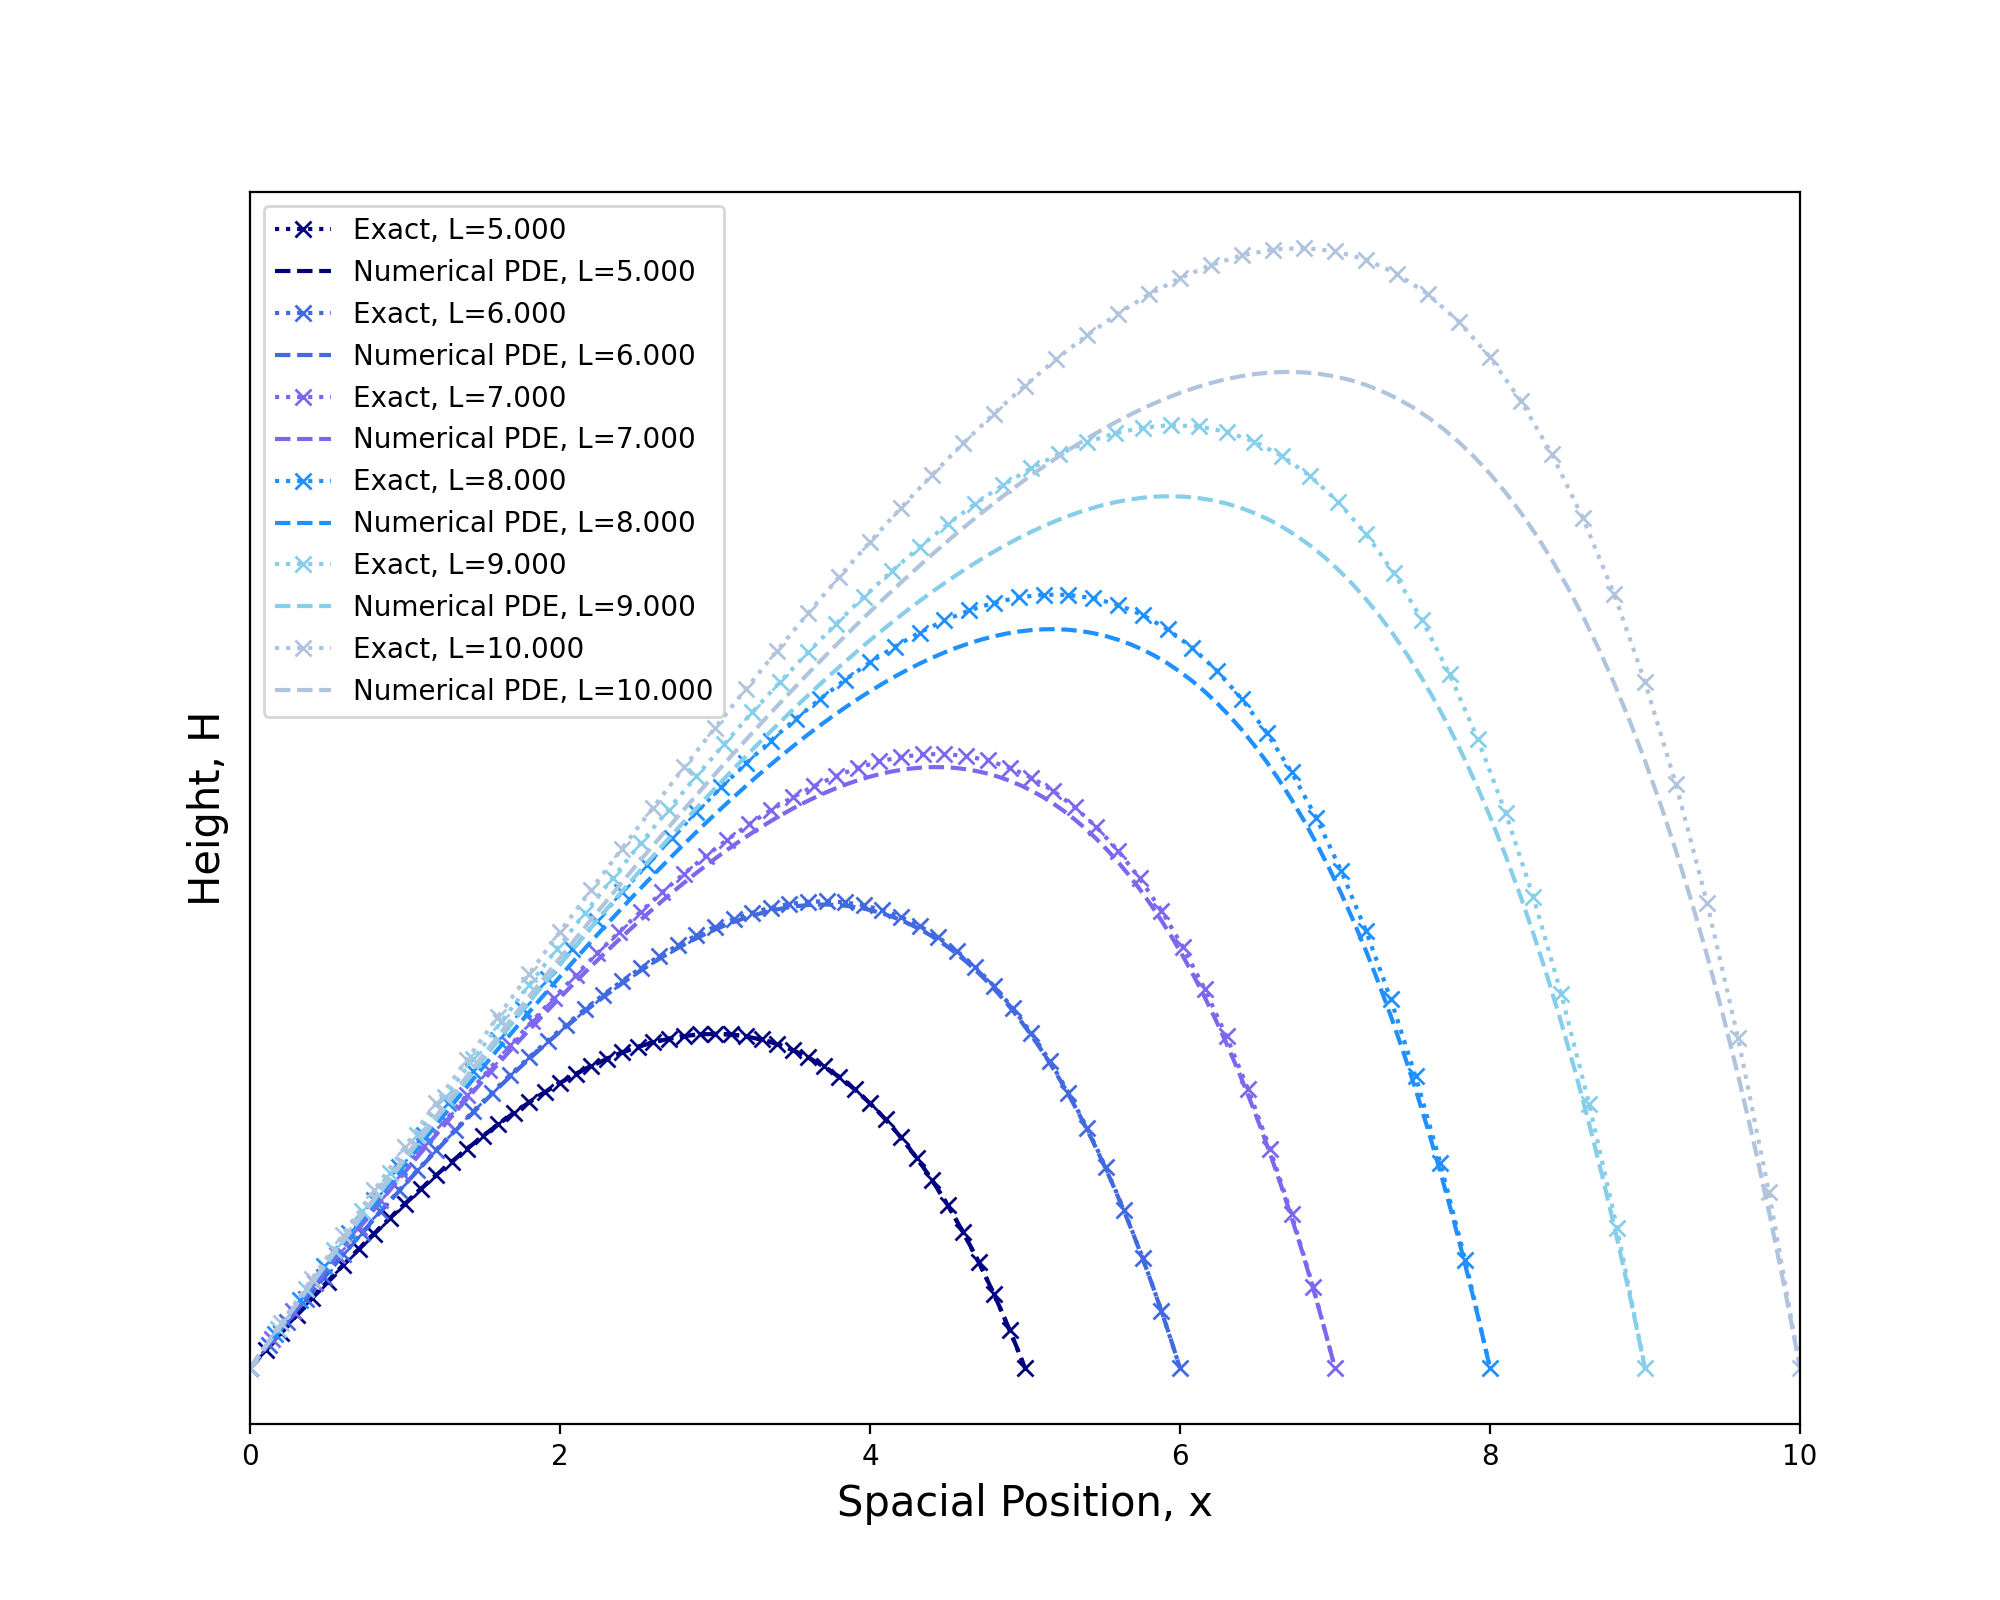 Exact, L=5.000
Numerical PDE, L=5.000
Exact, L=6.000
Numerical PDE, L=6.000
Exact, L=7.000
Numerical PDE, L=7.000
Exact, L=8.000
Numerical PDE, L=8.000
Exact, L=9.000
Numerical PDE, L=9.000
Exact, L=10.000
Numerical PDE, L=10.000
Height, H
0 2 4 6 8 10
Spacial Position, x